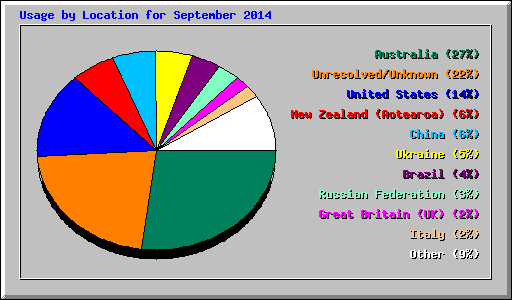 Usage by Location for September 2014
Australia (27%)
Unresolved/Unknown (22%)
United States (14%)
New Zealand (Aotearoa) (6%)
China (6%)
Ukraine (5%)
Brazil (4%)
Russian Federation (3%)
Great Britain (UK) (2%)
Italy (2%)
Other (9%)